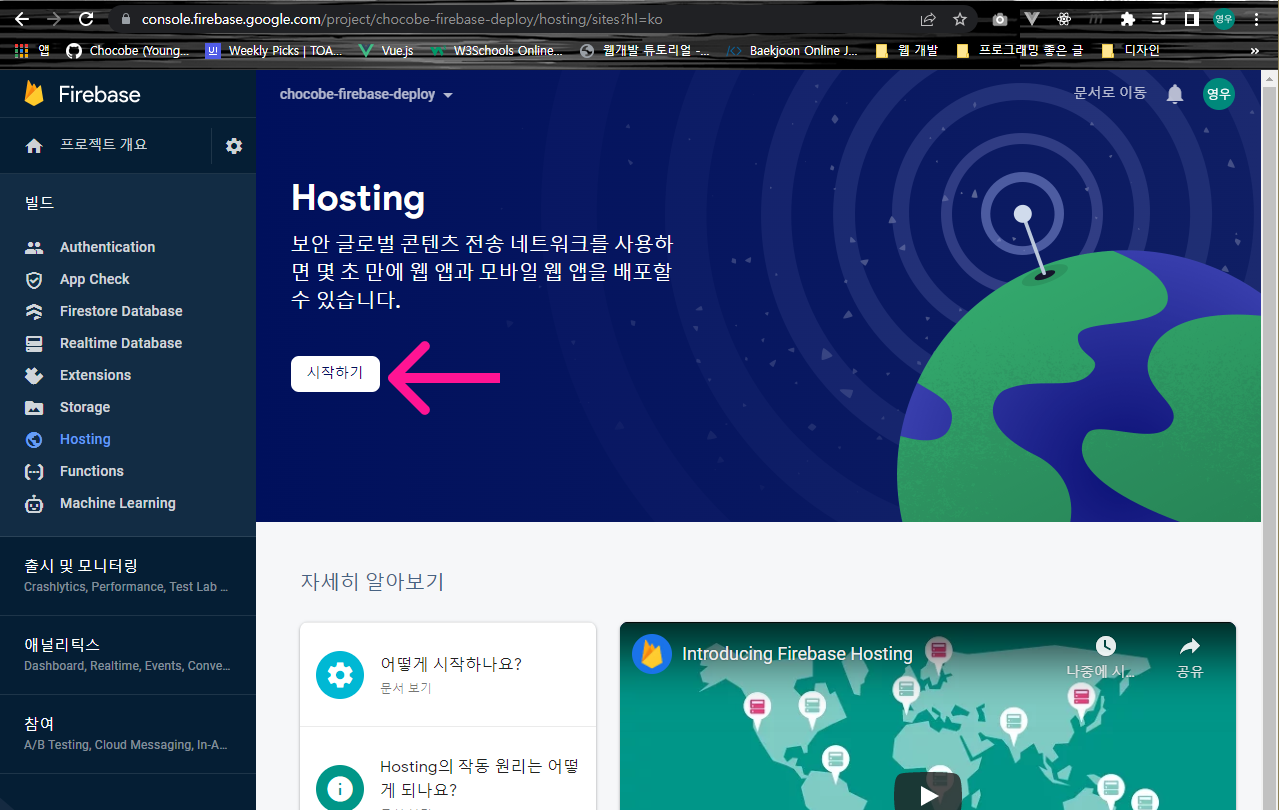 console.firebase.google.com/project/chocobe-firebase-deploy/hosting/sites?hl=ko
영우
앱
Chocobe (Young...
UI
Weekly Picks | TOA...
Vue.js
W3Schools Online...
웹개발 튜토리얼 -...
Baekjoon Online J...
웹 개발
프로그래밍 좋은 글
디자인
»
Firebase
chocobe-firebase-deploy
문서로 이동
영우
프로젝트 개요
빌드
Authentication
App Check
Firestore Database
Realtime Database
Extensions
Storage
Hosting
Functions
Machine Learning
출시 및 모니터링
Crashlytics, Performance, Test Lab ...
애널리틱스
Dashboard, Realtime, Events, Conve...
참여
A/B Testing, Cloud Messaging, In-A...
Hosting
보안 글로벌 콘텐츠 전송 네트워크를 사용하
면 몇 초 만에 웹 앱과 모바일 웹 앱을 배포할
수 있습니다.
시작하기
자세히 알아보기
어떻게 시작하나요?
문서 보기
Hosting의 작동 원리는 어떻
게 되나요?
Introducing Firebase Hosting
나중에 시...
공유